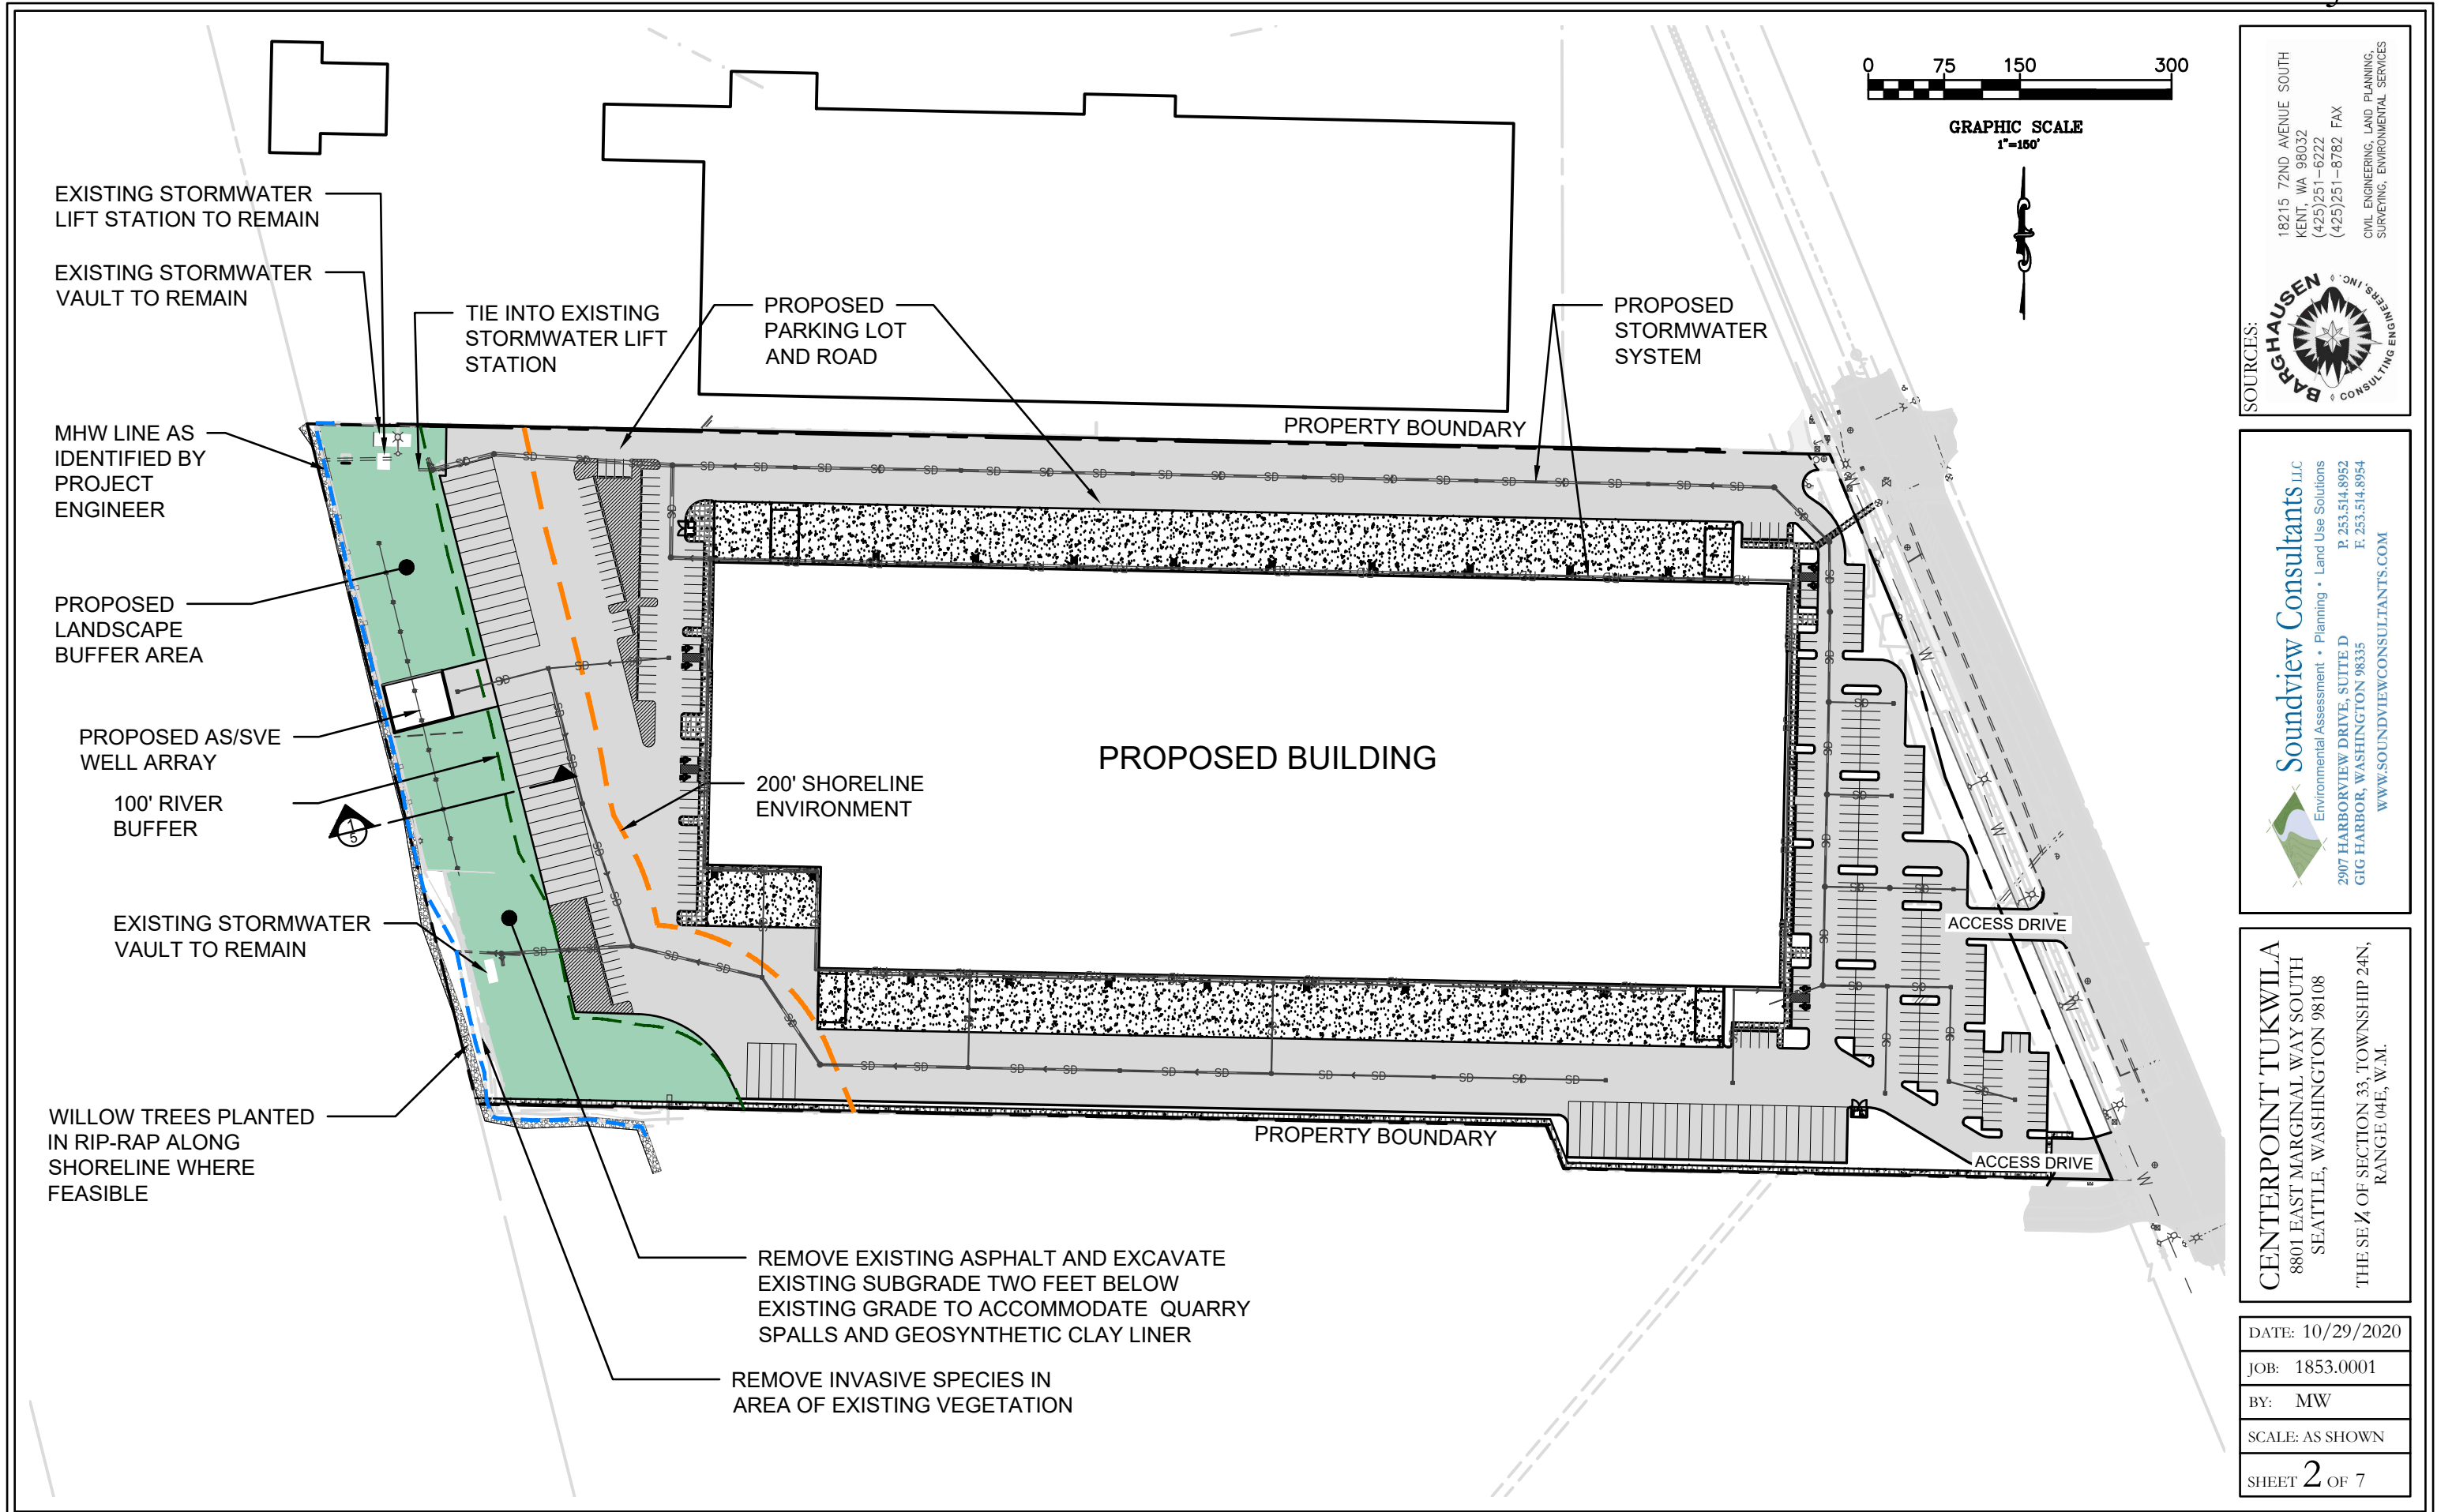 EXISTING STORMWATER
LIFT STATION TO REMAIN
EXISTING STORMWATER
VAULT TO REMAIN
TIE INTO EXISTING
STORMWATER LIFT
STATION
PROPOSED
PARKING LOT
AND ROAD
PROPOSED
STORMWATER
SYSTEM
0 75 150 300
GRAPHIC SCALE
1"=150'
MHW LINE AS
IDENTIFIED BY
PROJECT
ENGINEER
PROPERTY BOUNDARY
PROPOSED
LANDSCAPE
BUFFER AREA
PROPOSED AS/SVE
WELL ARRAY
100' RIVER
BUFFER
1
5
200' SHORELINE
ENVIRONMENT
PROPOSED BUILDING
EXISTING STORMWATER
VAULT TO REMAIN
ACCESS DRIVE
WILLOW TREES PLANTED
IN RIP-RAP ALONG
SHORELINE WHERE
FEASIBLE
PROPERTY BOUNDARY
ACCESS DRIVE
REMOVE EXISTING ASPHALT AND EXCAVATE
EXISTING SUBGRADE TWO FEET BELOW
EXISTING GRADE TO ACCOMMODATE QUARRY
SPALLS AND GEOSYNTHETIC CLAY LINER
REMOVE INVASIVE SPECIES IN
AREA OF EXISTING VEGETATION
SOURCES:
BARGHAUSEN
CONSULTING ENGINEERS, INC.
18215 72ND AVENUE SOUTH
KENT, WA 98032
(425)251-6222
(425)251-8782 FAX
CIVIL ENGINEERING, LAND PLANNING,
SURVEYING, ENVIRONMENTAL SERVICES
Soundview Consultants LLC
Environmental Assessment • Planning • Land Use Solutions
2907 HARBORVIEW DRIVE, SUITE D P. 253.514.8952
GIG HARBOR, WASHINGTON 98335 F. 253.514.8954
WWW.SOUNDVIEWCONSULTANTS.COM
CENTERPOINT TUKWILA
8801 EAST MARGINAL WAY SOUTH
SEATTLE, WASHINGTON 98108
THE SE ¼ OF SECTION 33, TOWNSHIP 24N,
RANGE 04E, W.M.
DATE: 10/29/2020
JOB: 1853.0001
BY: MW
SCALE: AS SHOWN
SHEET 2 OF 7